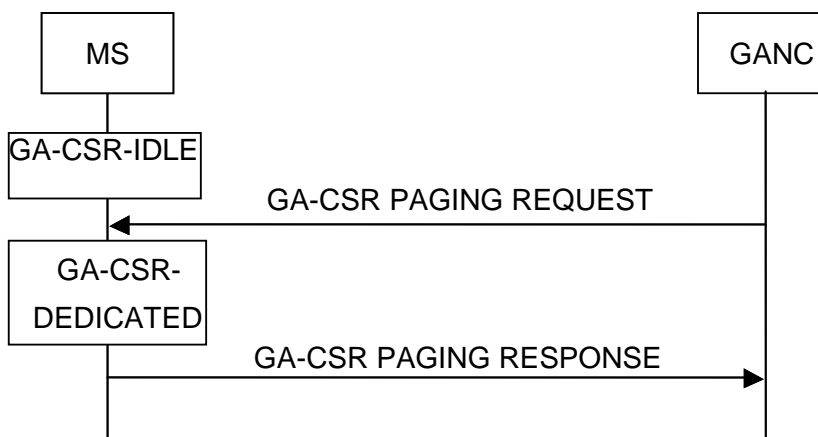 MS
GANC
GA-CSR-IDLE
GA-CSR PAGING REQUEST
GA-CSR-
DEDICATED
GA-CSR PAGING RESPONSE